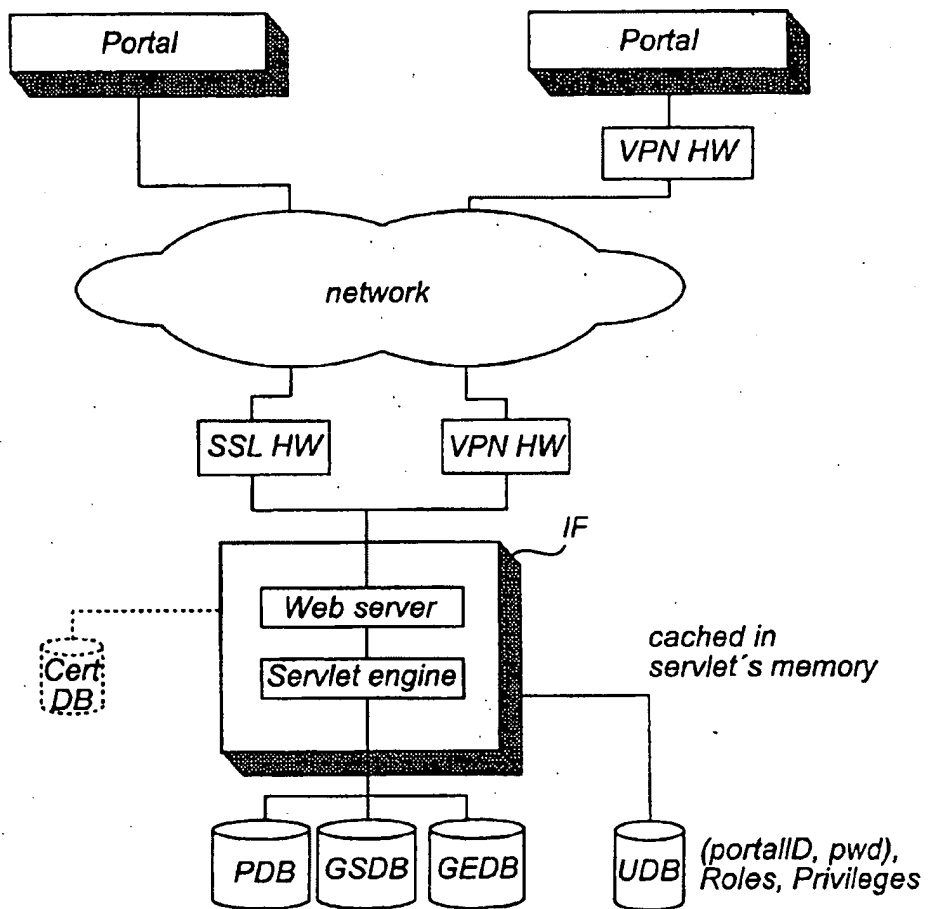 Portal
Portal
VPN HW
network
SSL HW
VPN HW
IF
Web server
Servlet engine
Cert
DB
cached in
servlet´s memory
PDB
GSDB
GEDB
UDB
(portalID, pwd),
Roles, Privileges